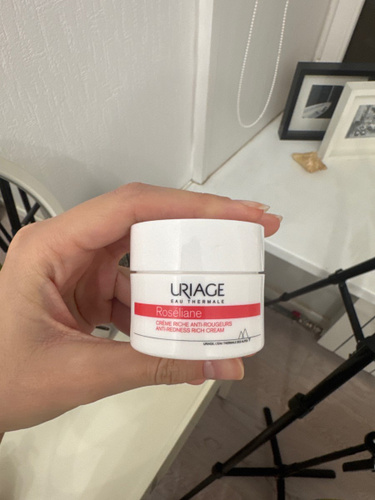 URIAGE
EAU THERMALE
Roséliane
CRÈME RICHE ANTI-ROUGEURS
ANTI-REDNESS RICH CREAM